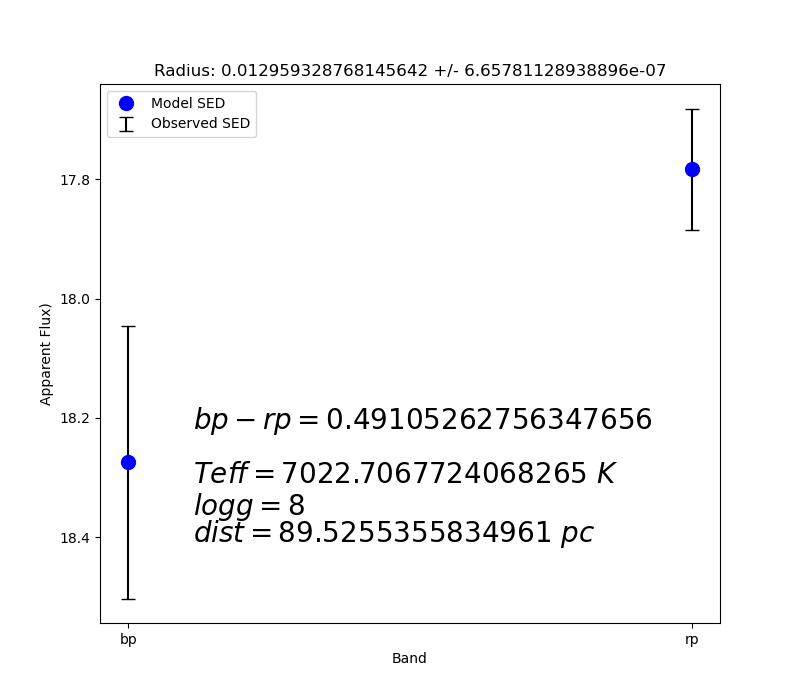 Radius: 0.012959328768145642 +/- 6.65781128938896e-07
Model SED
Observed SED
17.8
18.0
18.2
18.4
Apparent Flux)
bp − rp = 0.49105262756347656
Teff = 7022.7067724068265 K
logg = 8
dist = 89.5255355834961 pc
bp
rp
Band